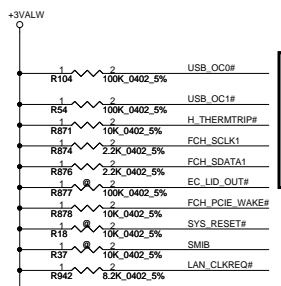 +3VALW
1 2 USB_OC0#
R104 100K_0402_5%
1 2 USB_OC1#
R54 100K_0402_5%
1 2 H_THERMTRIP#
R871 10K_0402_5%
1 2 FCH_SCLK1
R874 2.2K_0402_5%
1 2 FCH_SDATA1
R876 2.2K_0402_5%
1 @ 2 EC_LID_OUT#
R877 100K_0402_5%
1 2 FCH_PCIE_WAKE#
R878 10K_0402_5%
1 @ 2 SYS_RESET#
R18 10K_0402_5%
1 @ 2 SMIB
R37 10K_0402_5%
1 2 LAN_CLKREQ#
R942 8.2K_0402_5%